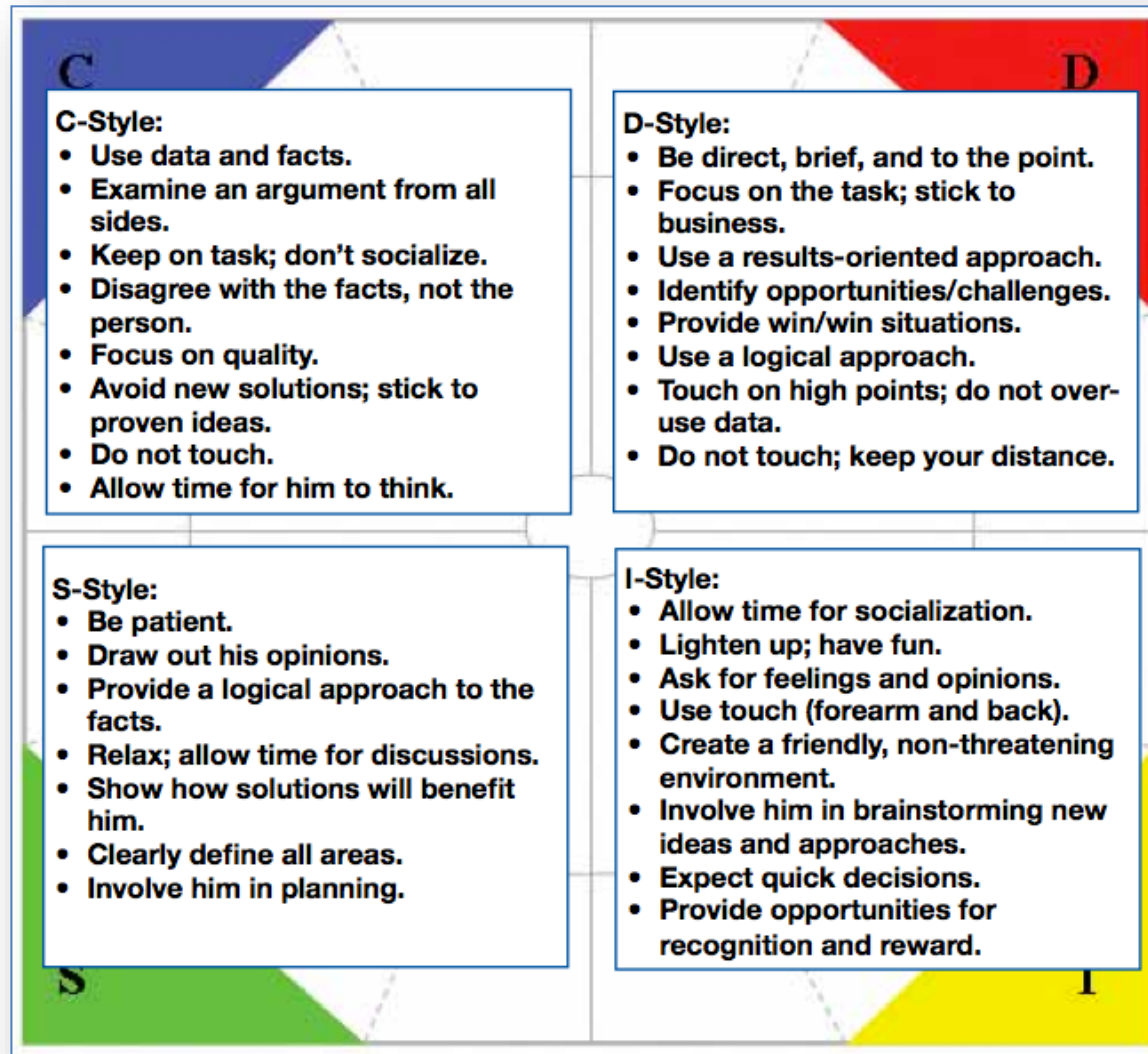 C
D
C-Style:
• Use data and facts.
• Examine an argument from all
sides.
• Keep on task; don’t socialize.
• Disagree with the facts, not the
person.
• Focus on quality.
• Avoid new solutions; stick to
proven ideas.
• Do not touch.
• Allow time for him to think.
D-Style:
• Be direct, brief, and to the point.
• Focus on the task; stick to
business.
• Use a results-oriented approach.
• Identify opportunities/challenges.
• Provide win/win situations.
• Use a logical approach.
• Touch on high points; do not over-
use data.
• Do not touch; keep your distance.
S-Style:
• Be patient.
• Draw out his opinions.
• Provide a logical approach to the
facts.
• Relax; allow time for discussions.
• Show how solutions will benefit
him.
• Clearly define all areas.
• Involve him in planning.
I-Style:
• Allow time for socialization.
• Lighten up; have fun.
• Ask for feelings and opinions.
• Use touch (forearm and back).
• Create a friendly, non-threatening
environment.
• Involve him in brainstorming new
ideas and approaches.
• Expect quick decisions.
• Provide opportunities for
recognition and reward.
S
I